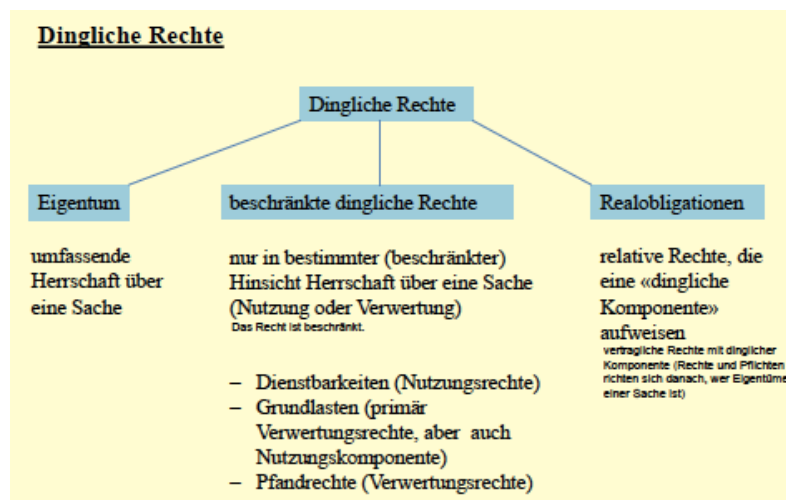 Dingliche Rechte
Dingliche Rechte
Eigentum
beschränkte dingliche Rechte
Realobligationen
umfassende
Herrschaft über
eine Sache
nur in bestimmter (beschränkter)
Hinsicht Herrschaft über eine Sache
(Nutzung oder Verwertung)
Das Recht ist beschränkt.
– Dienstbarkeiten (Nutzungsrechte)
– Grundlasten (primär
Verwertungsrechte, aber auch
Nutzungskomponente)
– Pfandrechte (Verwertungsrechte)
relative Rechte, die
eine «dingliche
Komponente»
aufweisen
vertragliche Rechte mit dinglicher
Komponente (Rechte und Pflichten
richten sich danach, wer Eigentüme
einer Sache ist)